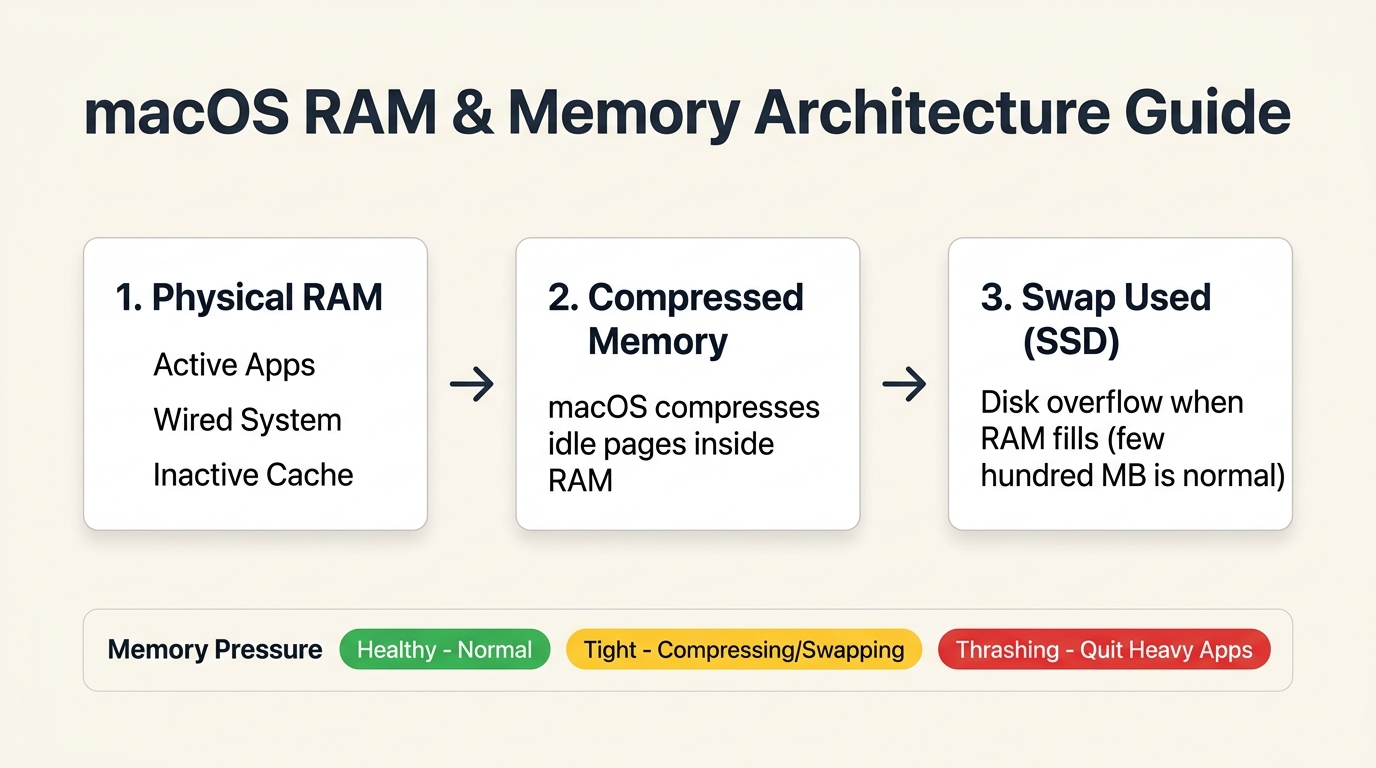 macOS RAM & Memory Architecture Guide
1. Physical RAM
Active Apps
Wired System
Inactive Cache
2. Compressed
Memory
macOS compresses
idle pages inside
RAM
3. Swap Used
(SSD)
Disk overflow when
RAM fills (few
hundred MB is normal)
Memory Pressure
Healthy - Normal
Tight - Compressing/Swapping
Thrashing - Quit Heavy Apps